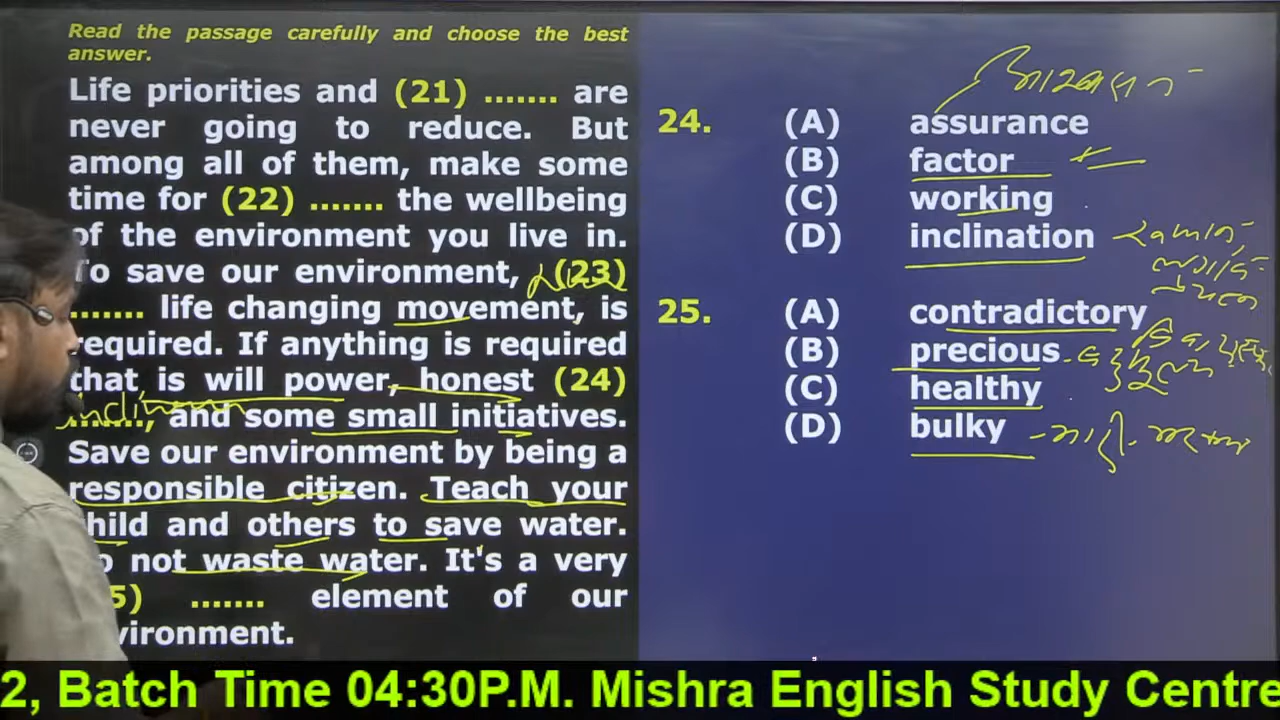 Read the passage carefully and choose the best
answer.
Life priorities and (21) ....... are
never going to reduce. But
among all of them, make some
time for (22) ....... the wellbeing
of the environment you live in.
To save our environment, (23)
....... life changing movement, is
required. If anything is required
that is will power, honest (24)
......., and some small initiatives.
Save our environment by being a
responsible citizen. Teach your
child and others to save water.
not waste water. It's a very
5) ....... element of our
vironment.
24. (A) assurance
(B) factor
(C) working
(D) inclination
25. (A) contradictory
(B) precious
(C) healthy
(D) bulky
2, Batch Time 04:30P.M. Mishra English Study Centre